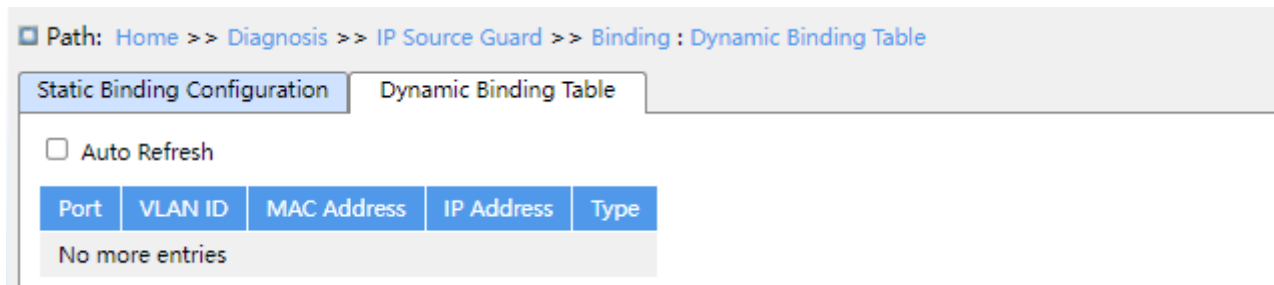 Path: Home >> Diagnosis >> IP Source Guard >> Binding : Dynamic Binding Table
Static Binding Configuration Dynamic Binding Table
Auto Refresh
Port VLAN ID MAC Address IP Address Type
No more entries